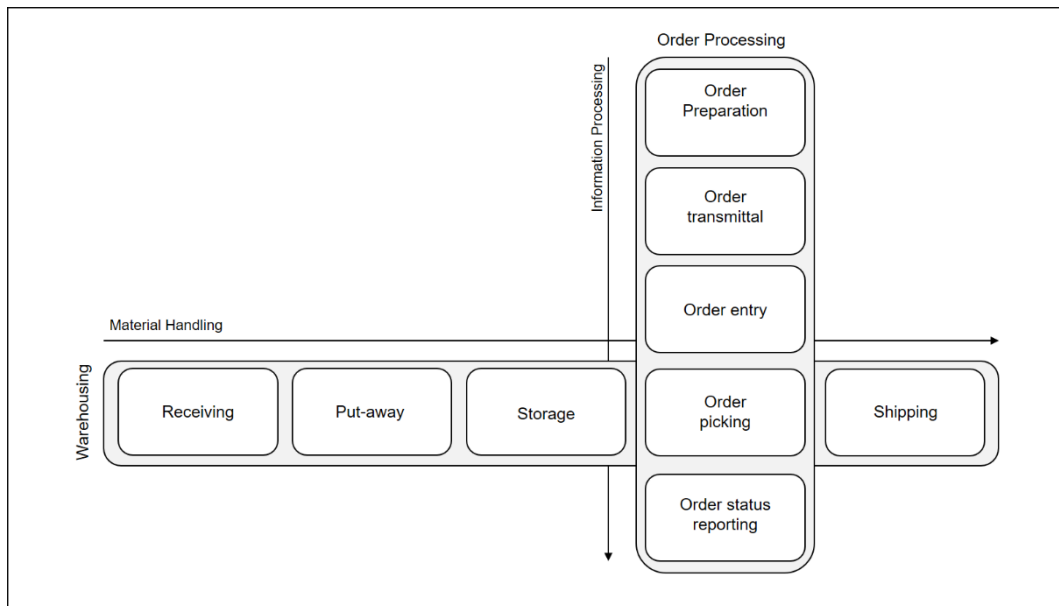 Order Processing
Information Processing
Order
Preparation
Order
transmittal
Order entry
Material Handling
Warehousing
Receiving
Put-away
Storage
Order
picking
Shipping
Order status
reporting